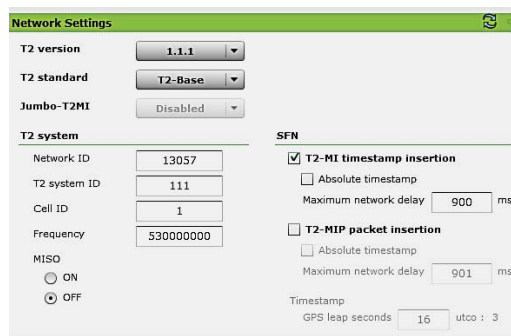 Network Settings
T2 version 1.1.1
T2 standard T2-Base
Jumbo-T2MI Disabled
T2 system
Network ID 13057
T2 system ID 111
Cell ID 1
Frequency 530000000
MISO
ON
OFF
SFN
T2-MI timestamp insertion
Absolute timestamp
Maximum network delay 900 ms
T2-MIP packet insertion
Absolute timestamp
Maximum network delay 901 ms
Timestamp
GPS leap seconds 16 utco : 3